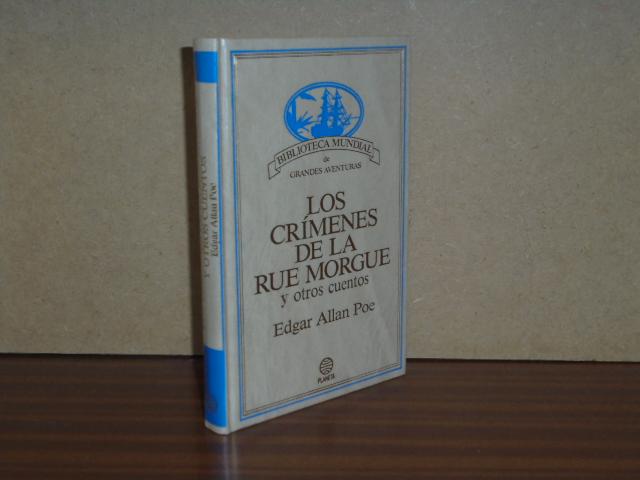 BIBLIOTECA MUNDIAL
de
GRANDES AVENTURAS
LOS
CRÍMENES
DE LA
RUE MORGUE
y otros cuentos
Edgar Allan Poe
PLANETA
Y OTROS CUENTOS
Edgar Allan Poe